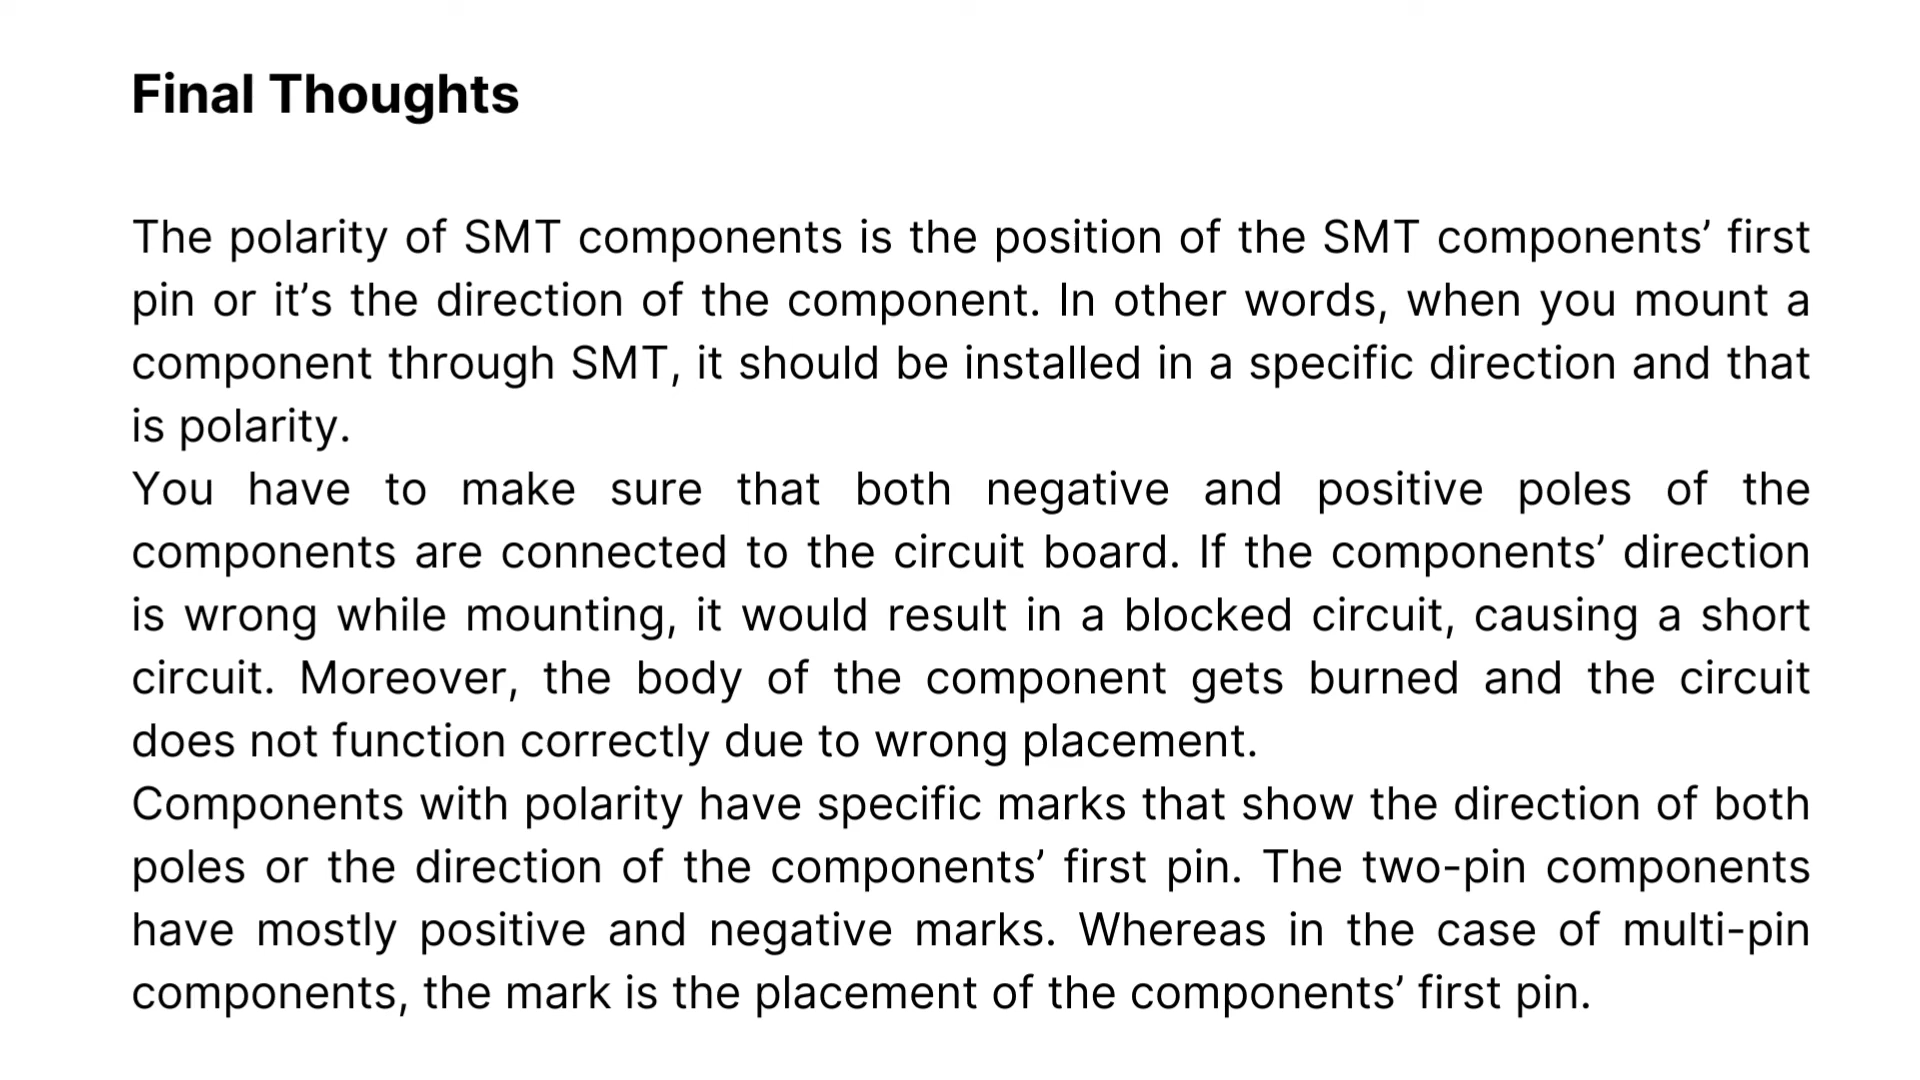 Final Thoughts
The polarity of SMT components is the position of the SMT components’ first
pin or it’s the direction of the component. In other words, when you mount a
component through SMT, it should be installed in a specific direction and that
is polarity.
You have to make sure that both negative and positive poles of the
components are connected to the circuit board. If the components’ direction
is wrong while mounting, it would result in a blocked circuit, causing a short
circuit. Moreover, the body of the component gets burned and the circuit
does not function correctly due to wrong placement.
Components with polarity have specific marks that show the direction of both
poles or the direction of the components’ first pin. The two-pin components
have mostly positive and negative marks. Whereas in the case of multi-pin
components, the mark is the placement of the components’ first pin.